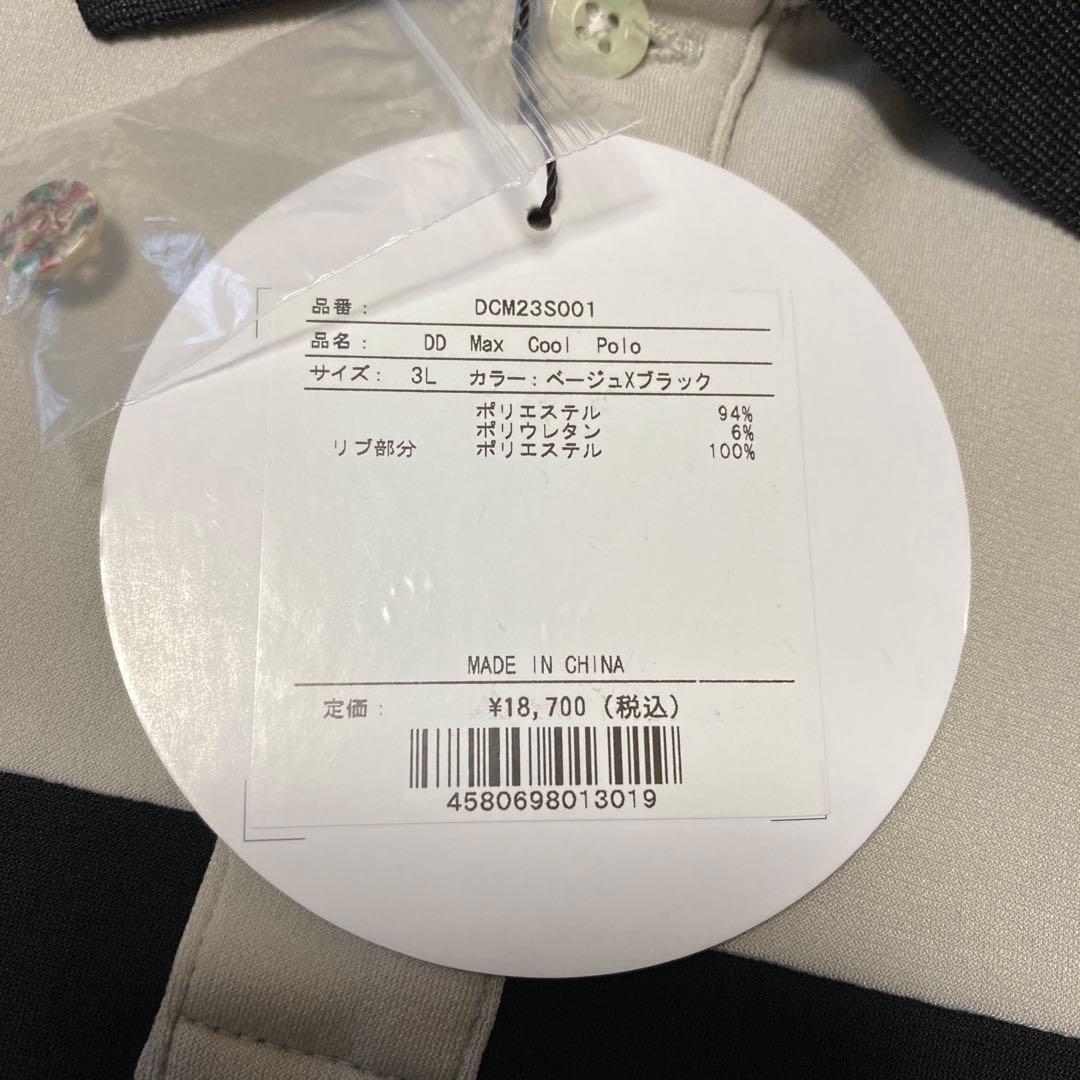 品番: DCM23S001
品名: DD Max Cool Polo
サイズ: 3L カラー:ベージュXブラック
ポリエステル 94%
ポリウレタン 6%
リブ部分 ポリエステル 100%
MADE IN CHINA
定価: ¥18,700(税込)
4580698013019